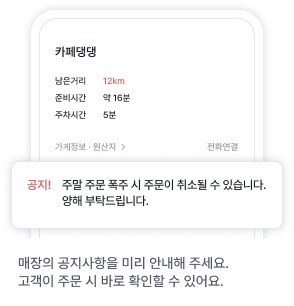 카페댕댕
남은거리 12km
준비시간 약 16분
주차시간 5분
가게정보 · 원산지 > 전화연결
공지! 주말 주문 폭주 시 주문이 취소될 수 있습니다.
양해 부탁드립니다.
매장의 공지사항을 미리 안내해 주세요.
고객이 주문 시 바로 확인할 수 있어요.